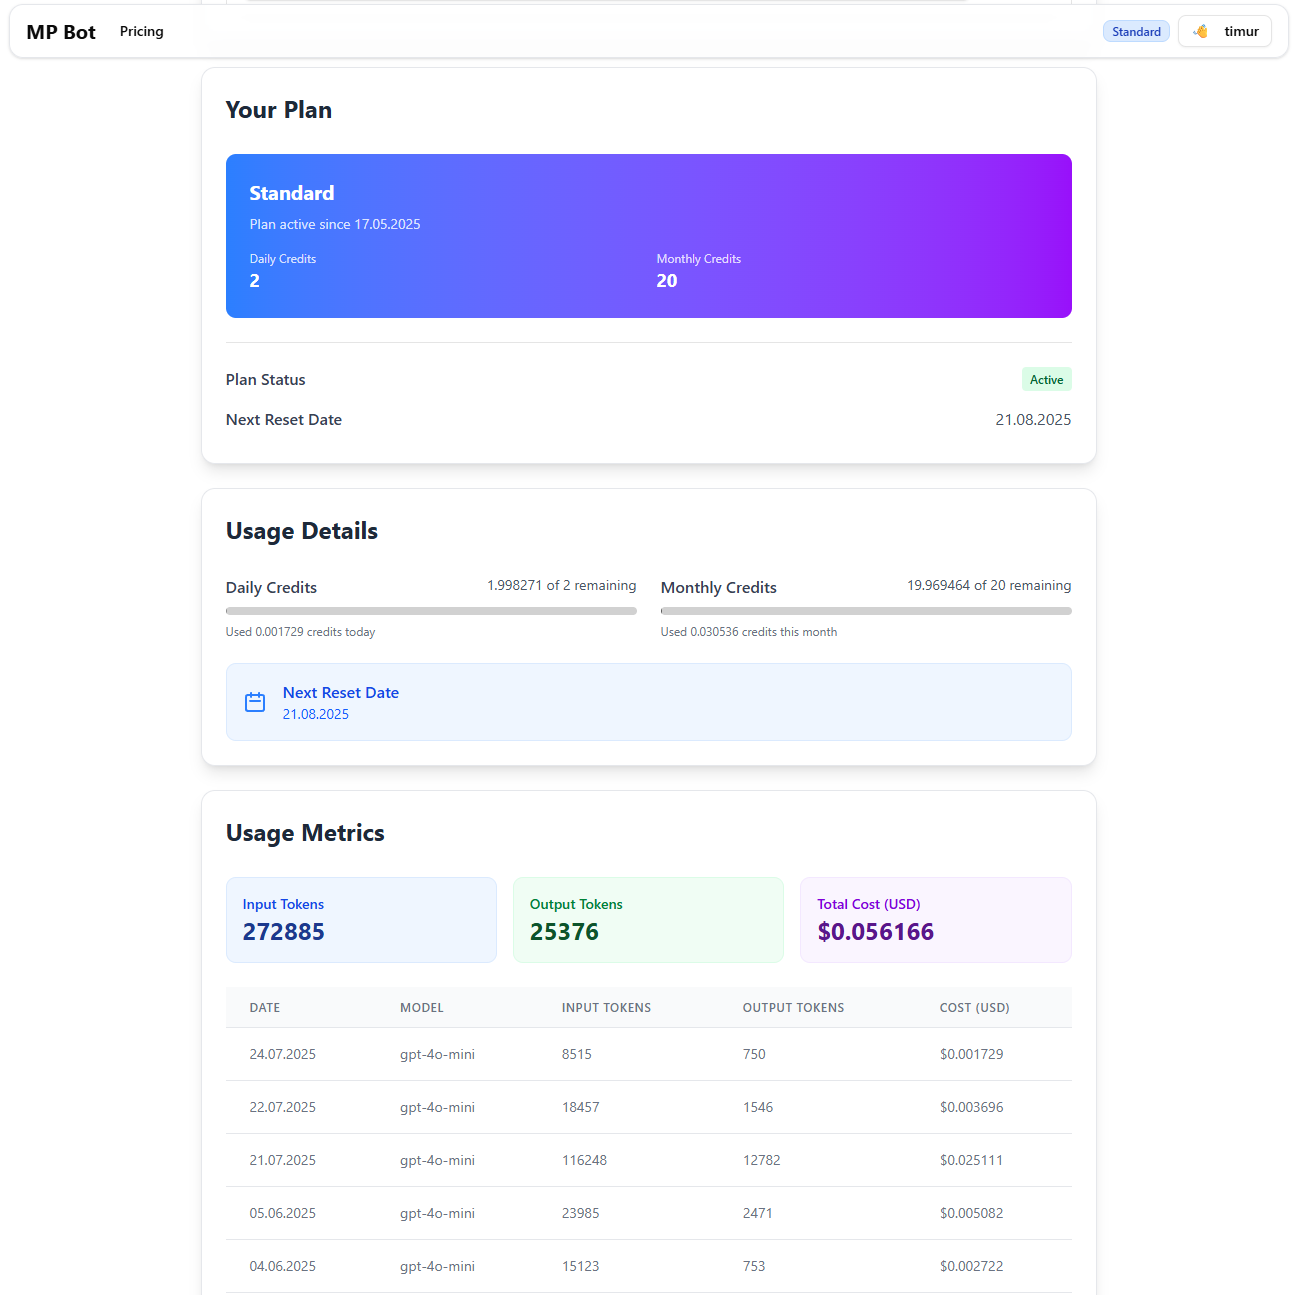 MP Bot Pricing Standard timur
Your Plan
Standard
Plan active since 17.05.2025
Daily Credits Monthly Credits
2 20
Plan Status Active
Next Reset Date 21.08.2025
Usage Details
Daily Credits 1.998271 of 2 remaining Monthly Credits 19.969464 of 20 remaining
Used 0.001729 credits today Used 0.030536 credits this month
Next Reset Date
21.08.2025
Usage Metrics
Input Tokens Output Tokens Total Cost (USD)
272885 25376 $0.056166
DATE MODEL INPUT TOKENS OUTPUT TOKENS COST (USD)
24.07.2025 gpt-4o-mini 8515 750 $0.001729
22.07.2025 gpt-4o-mini 18457 1546 $0.003696
21.07.2025 gpt-4o-mini 116248 12782 $0.025111
05.06.2025 gpt-4o-mini 23985 2471 $0.005082
04.06.2025 gpt-4o-mini 15123 753 $0.002722